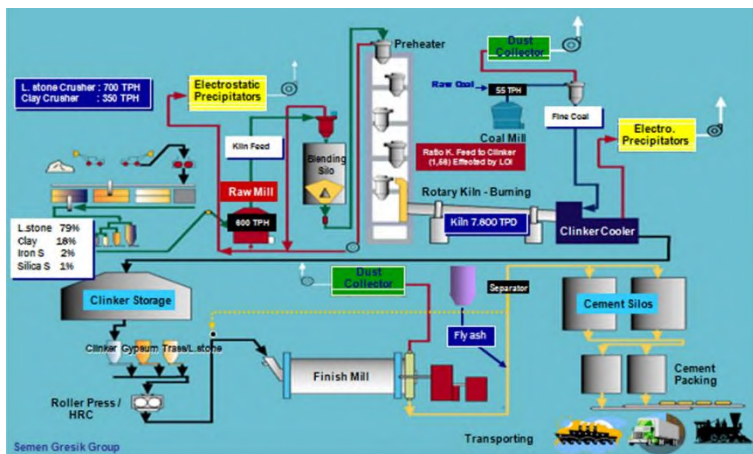 L. stone Crusher : 700 TPH
Clay Crusher : 350 TPH
Electrostatic
Precipitators
Preheater
Dust
Collector
Raw Coal
55 TPH
Coal Mill
Fine Coal
Electro.
Precipitators
Kiln Feed
Blending
Silo
Ratio K. Feed to Clinker
(1,56) Effected by LOI
Raw Mill
600 TPH
Rotary Kiln - Burning
Kiln 7.800 TPD
Clinker Cooler
L.stone 79%
Clay 18%
Iron S 2%
Silica S 1%
Clinker Storage
Dust
Collector
Separator
Cement Silos
Clinker Gypsum Trass/L.stone
Fly ash
Finish Mill
Cement
Packing
Roller Press /
HRC
Transporting
Semen Gresik Group